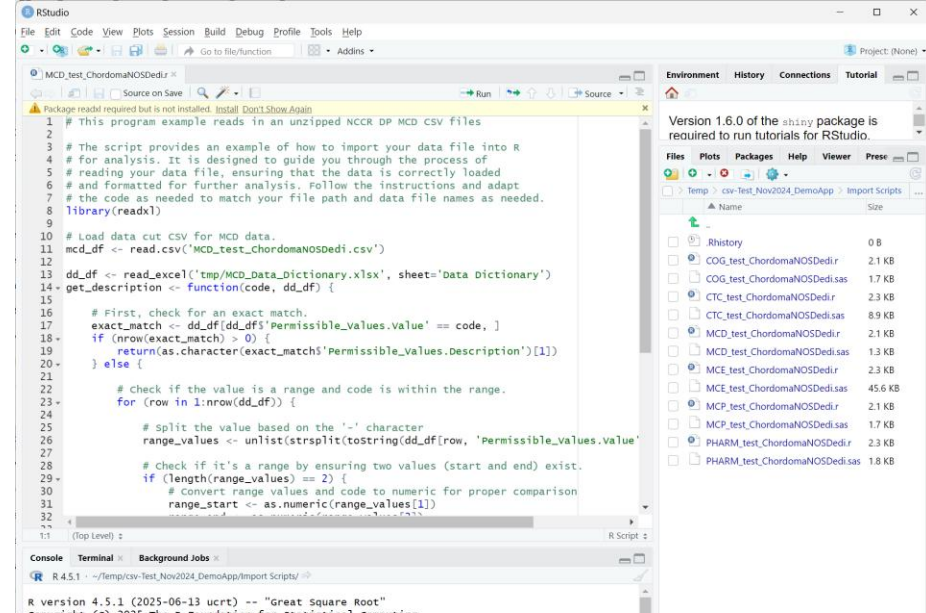 RStudio
File Edit Code View Plots Session Build Debug Profile Tools Help
Go to file/function Addins Project: (None)
MCD_test_ChordomaNOSDedi.r
Source on Save Run Source
Package readxl required but is not installed. Install Don't Show Again
1 # This program example reads in an unzipped NCCR DP MCD CSV files
2
3 # The script provides an example of how to import your data file into R
4 # for analysis. It is designed to guide you through the process of
5 # reading your data file, ensuring that the data is correctly loaded
6 # and formatted for further analysis. Follow the instructions and adapt
7 # the code as needed to match your file path and data file names as needed.
8 library(readxl)
9
10 # Load data cut CSV for MCD data.
11 mcd_df <- read.csv('MCD_test_ChordomaNOSDedi.csv')
12
13 dd_df <- read_excel('tmp/MCD_Data_Dictionary.xlsx', sheet='Data Dictionary')
14 get_description <- function(code, dd_df) {
15
16 # First, check for an exact match.
17 exact_match <- dd_df[dd_df$'Permissible_Values.Value' == code, ]
18 if (nrow(exact_match) > 0) {
19 return(as.character(exact_match$'Permissible_Values.Description')[1])
20 } else {
21
22 # Check if the value is a range and code is within the range.
23 for (row in 1:nrow(dd_df)) {
24
25 # Split the value based on the '-' character
26 range_values <- unlist(strsplit(toString(dd_df[row, 'Permissible_Values.Value'
27
28 # Check if it's a range by ensuring two values (start and end) exist.
29 if (length(range_values) == 2) {
30 # Convert range values and code to numeric for proper comparison
31 range_start <- as.numeric(range_values[1])
32
1:1 (Top Level) R Script
Console Terminal Background Jobs
R 4.5.1 · ~/Temp/csv-Test_Nov2024_DemoApp/Import Scripts/
R version 4.5.1 (2025-06-13 ucrt) -- "Great Square Root"
Environment History Connections Tutorial
Version 1.6.0 of the shiny package is
required to run tutorials for RStudio.
Files Plots Packages Help Viewer Prese
Temp csv-Test_Nov2024_DemoApp Import Scripts ...
Name Size
..
.Rhistory 0 B
COG_test_ChordomaNOSDedi.r 2.1 KB
COG_test_ChordomaNOSDedi.sas 1.7 KB
CTC_test_ChordomaNOSDedi.r 2.3 KB
CTC_test_ChordomaNOSDedi.sas 8.9 KB
MCD_test_ChordomaNOSDedi.r 2.1 KB
MCD_test_ChordomaNOSDedi.sas 1.3 KB
MCE_test_ChordomaNOSDedi.r 2.3 KB
MCE_test_ChordomaNOSDedi.sas 45.6 KB
MCP_test_ChordomaNOSDedi.r 2.1 KB
MCP_test_ChordomaNOSDedi.sas 1.7 KB
PHARM_test_ChordomaNOSDedi.r 2.3 KB
PHARM_test_ChordomaNOSDedi.sas 1.8 KB